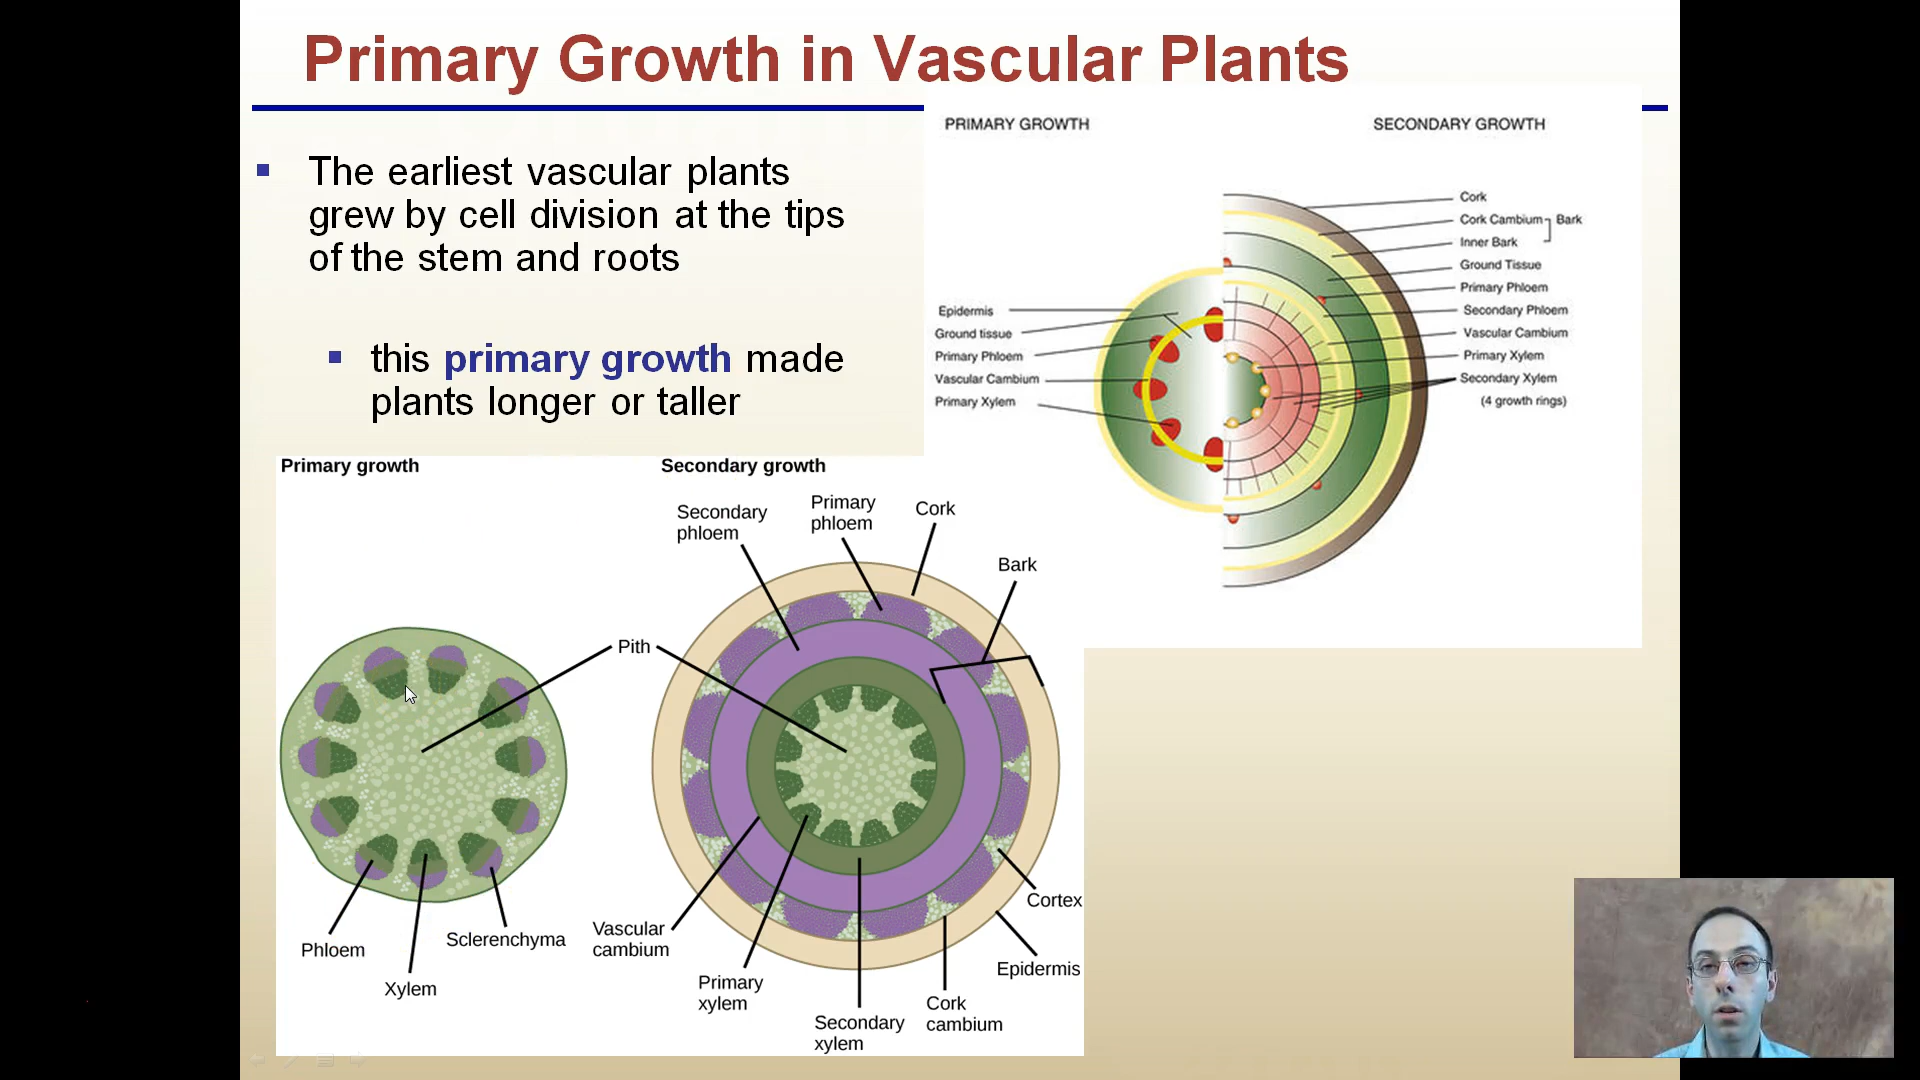 Primary Growth in Vascular Plants
The earliest vascular plants
grew by cell division at the tips
of the stem and roots
this primary growth made
plants longer or taller
PRIMARY GROWTH
SECONDARY GROWTH
Epidermis
Ground tissue
Primary Phloem
Vascular Cambium
Primary Xylem
Cork
Cork Cambium
Bark
Inner Bark
Ground Tissue
Primary Phloem
Secondary Phloem
Vascular Cambium
Primary Xylem
Secondary Xylem
(4 growth rings)
Primary growth
Secondary growth
Secondary
phloem
Primary
phloem
Cork
Bark
Pith
Phloem
Xylem
Sclerenchyma
Vascular
cambium
Primary
xylem
Secondary
xylem
Cork
cambium
Epidermis
Cortex